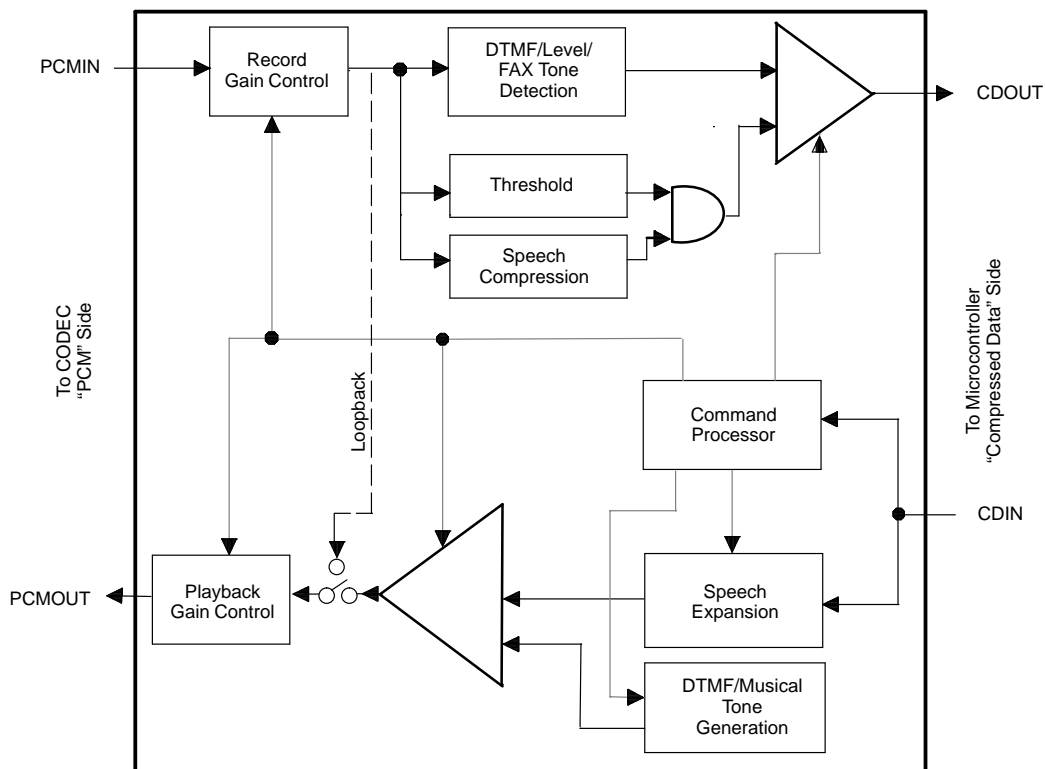 PCMIN
Record
Gain Control
DTMF/Level/
FAX Tone
Detection
CDOUT
Threshold
Speech
Compression
To CODEC
“PCM” Side
Loopback
To Microcontroller
“Compressed Data” Side
Command
Processor
CDIN
PCMOUT
Playback
Gain Control
Speech
Expansion
DTMF/Musical
Tone
Generation